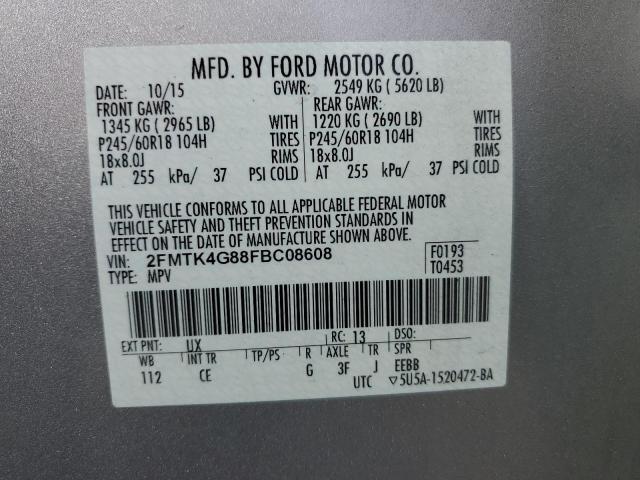 MFD. BY FORD MOTOR CO.
DATE: 10/15 GVWR: 2549 KG ( 5620 LB)
FRONT GAWR: REAR GAWR:
1345 KG ( 2965 LB) WITH 1220 KG ( 2690 LB) WITH
P245/60R18 104H TIRES P245/60R18 104H TIRES
18x8.0J RIMS 18x8.0J RIMS
AT 255 kPa/ 37 PSI COLD AT 255 kPa/ 37 PSI COLD
THIS VEHICLE CONFORMS TO ALL APPLICABLE FEDERAL MOTOR
VEHICLE SAFETY AND THEFT PREVENTION STANDARDS IN
EFFECT ON THE DATE OF MANUFACTURE SHOWN ABOVE.
VIN: 2FMTK4G88FBC08608 F0193
TYPE: MPV T0453
EXT PNT: UX RC: 13 DSO:
WB INT TR TP/PS R AXLE TR SPR
112 CE G 3F J EEBB
UTC ▽5U5A-1520472-BA